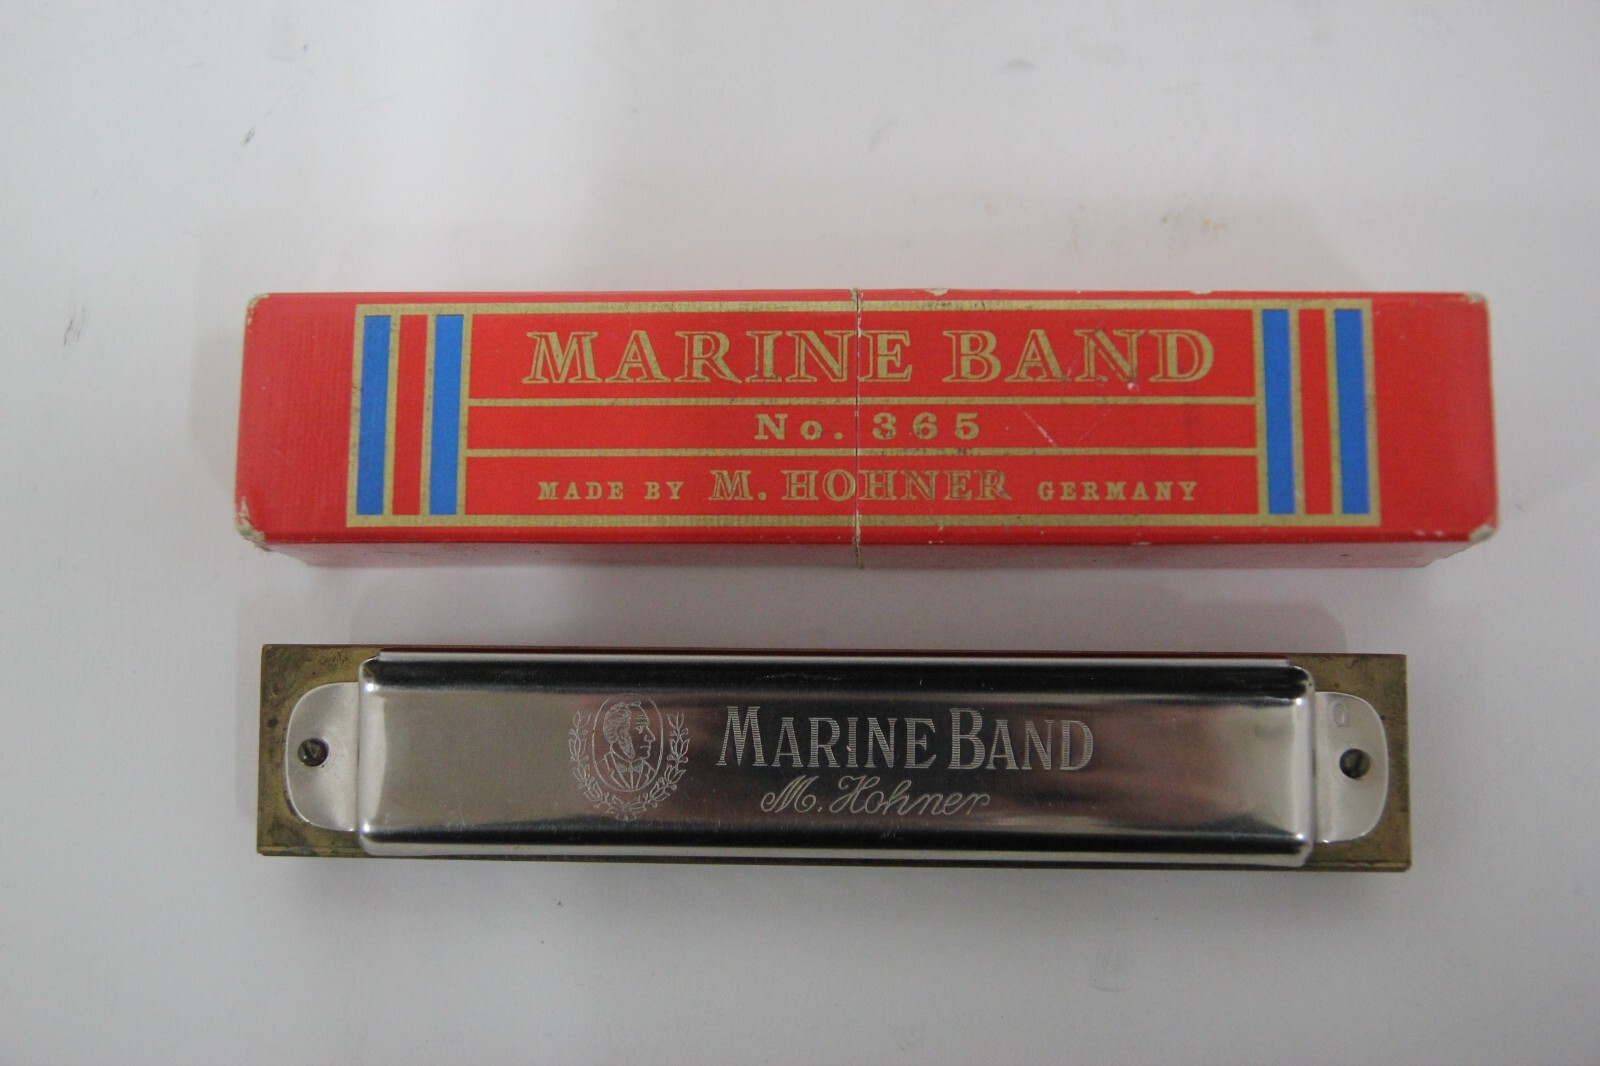 MARINE BAND
No. 365
MADE BY M. HOHNER GERMANY
MARINE BAND
M. Hohner
D